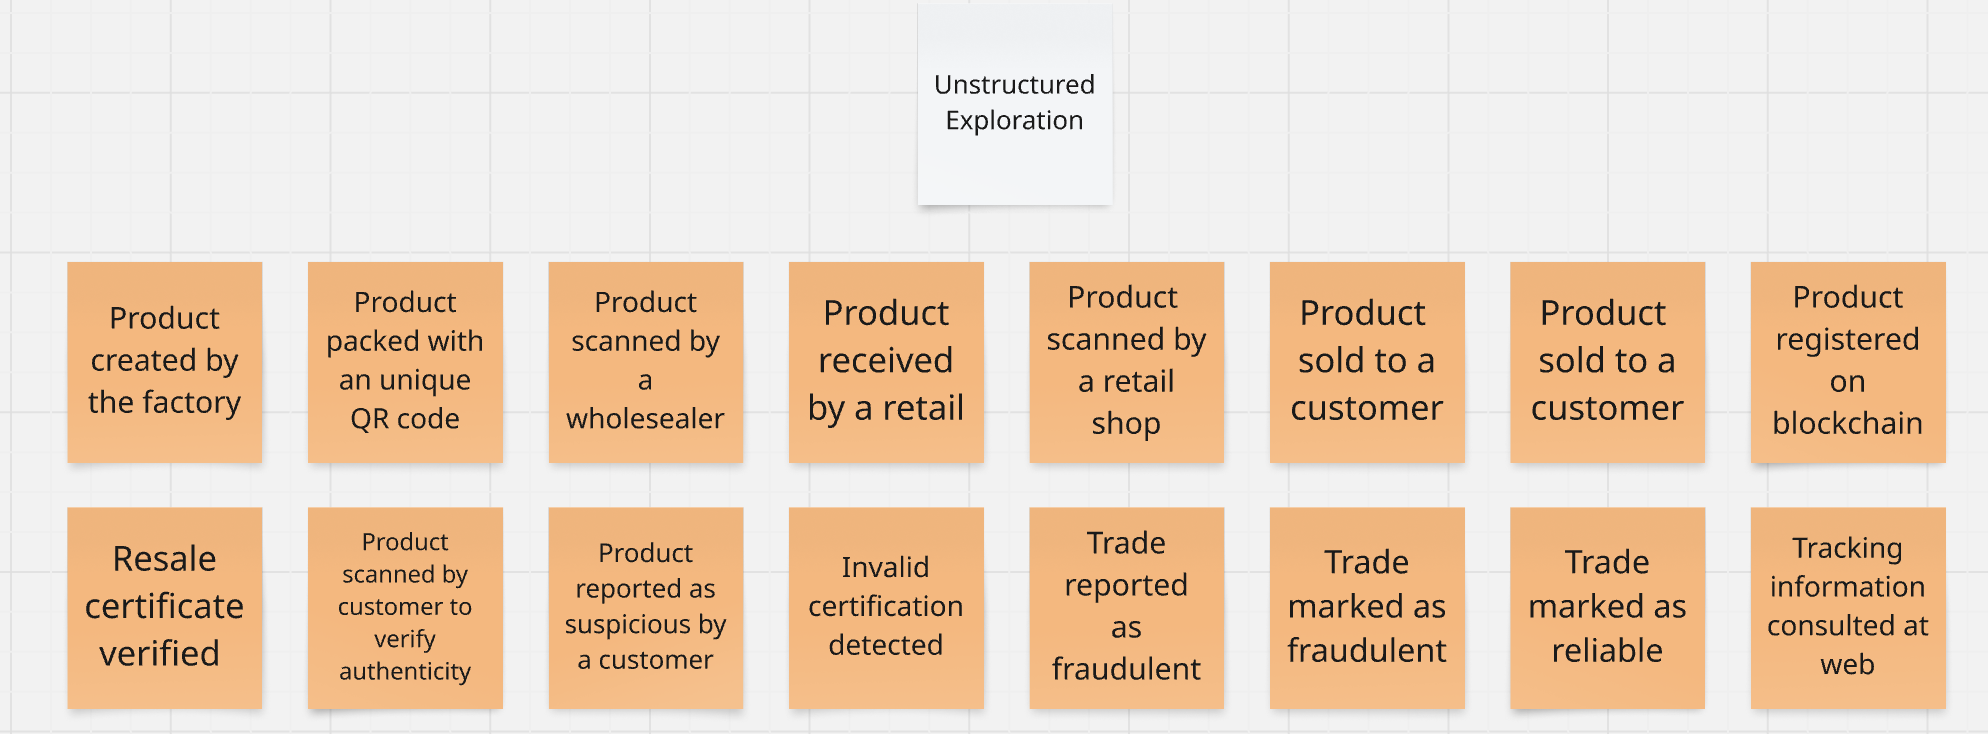 Unstructured
Exploration
Product
created by
the factory
Product
packed with
an unique
QR code
Product
scanned by
a
wholesealer
Product
received
by a retail
Product
scanned by
a retail
shop
Product
sold to a
customer
Product
sold to a
customer
Product
registered
on
blockchain
Resale
certificate
verified
Product
scanned by
customer to
verify
authenticity
Product
reported as
suspicious by
a customer
Invalid
certification
detected
Trade
reported
as
fraudulent
Trade
marked as
fraudulent
Trade
marked as
reliable
Tracking
information
consulted at
web